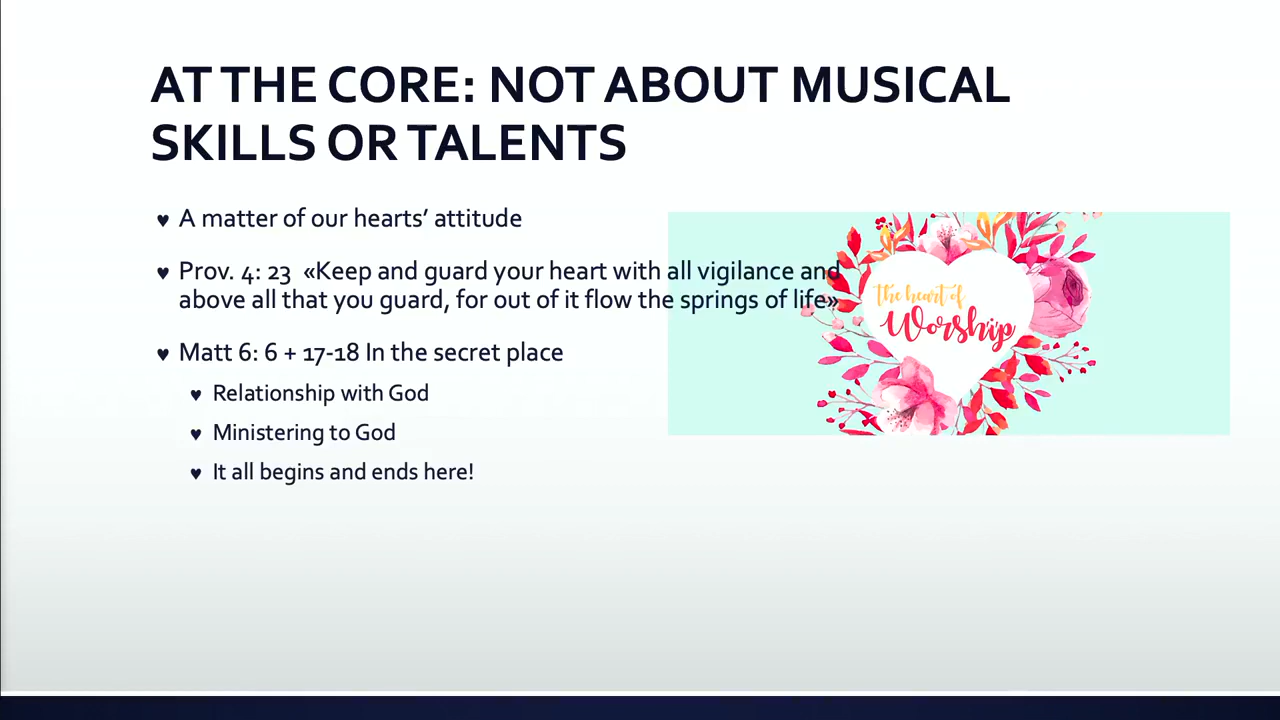 AT THE CORE: NOT ABOUT MUSICAL
SKILLS OR TALENTS
♥ A matter of our hearts’ attitude
♥ Prov. 4: 23 «Keep and guard your heart with all vigilance and
above all that you guard, for out of it flow the springs of life»
♥ Matt 6: 6 + 17-18 In the secret place
♥ Relationship with God
♥ Ministering to God
♥ It all begins and ends here!
the heart of
Worship